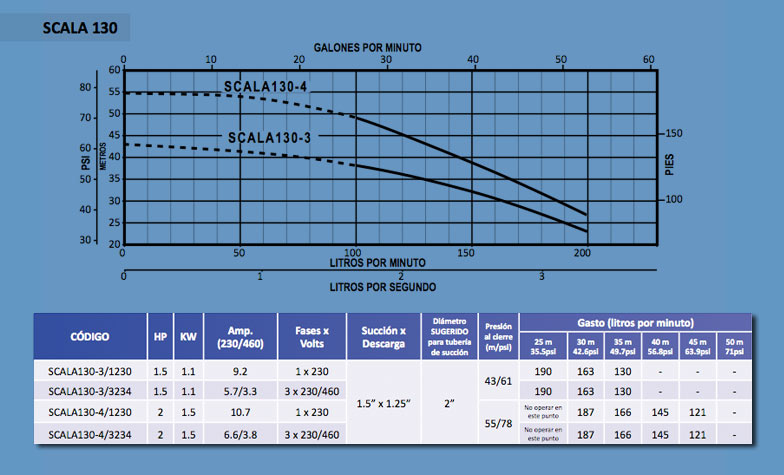 SCALA 130
GALONES POR MINUTO
0 10 20 30 40 50 60
80 70 60 50 40 30
PSI
60 55 50 45 40 35 30 25 20
METROS
SCALA130-4
SCALA130-3
150 100
PIES
0 50 100 150 200
LITROS POR MINUTO
0 1 2 3
LITROS POR SEGUNDO
CÓDIGO HP KW Amp. (230/460) Fases x Volts Succión x Descarga Diámetro SUGERIDO para tubería de succión Presión al cierre (m/psi) Gasto (litros por minuto)
25 m 30 m 35 m 40 m 45 m 50 m
35.5psi 42.6psi 49.7psi 56.8psi 63.9psi 71psi
SCALA130-3/1230 1.5 1.1 9.2 1 x 230 1.5” x 1.25” 2” 43/61 190 163 130 - - -
SCALA130-3/3234 1.5 1.1 5.7/3.3 3 x 230/460 190 163 130 - - -
SCALA130-4/1230 2 1.5 10.7 1 x 230 55/78 No operar en este punto 187 166 145 121 -
SCALA130-4/3234 2 1.5 6.6/3.8 3 x 230/460 No operar en este punto 187 166 145 121 -